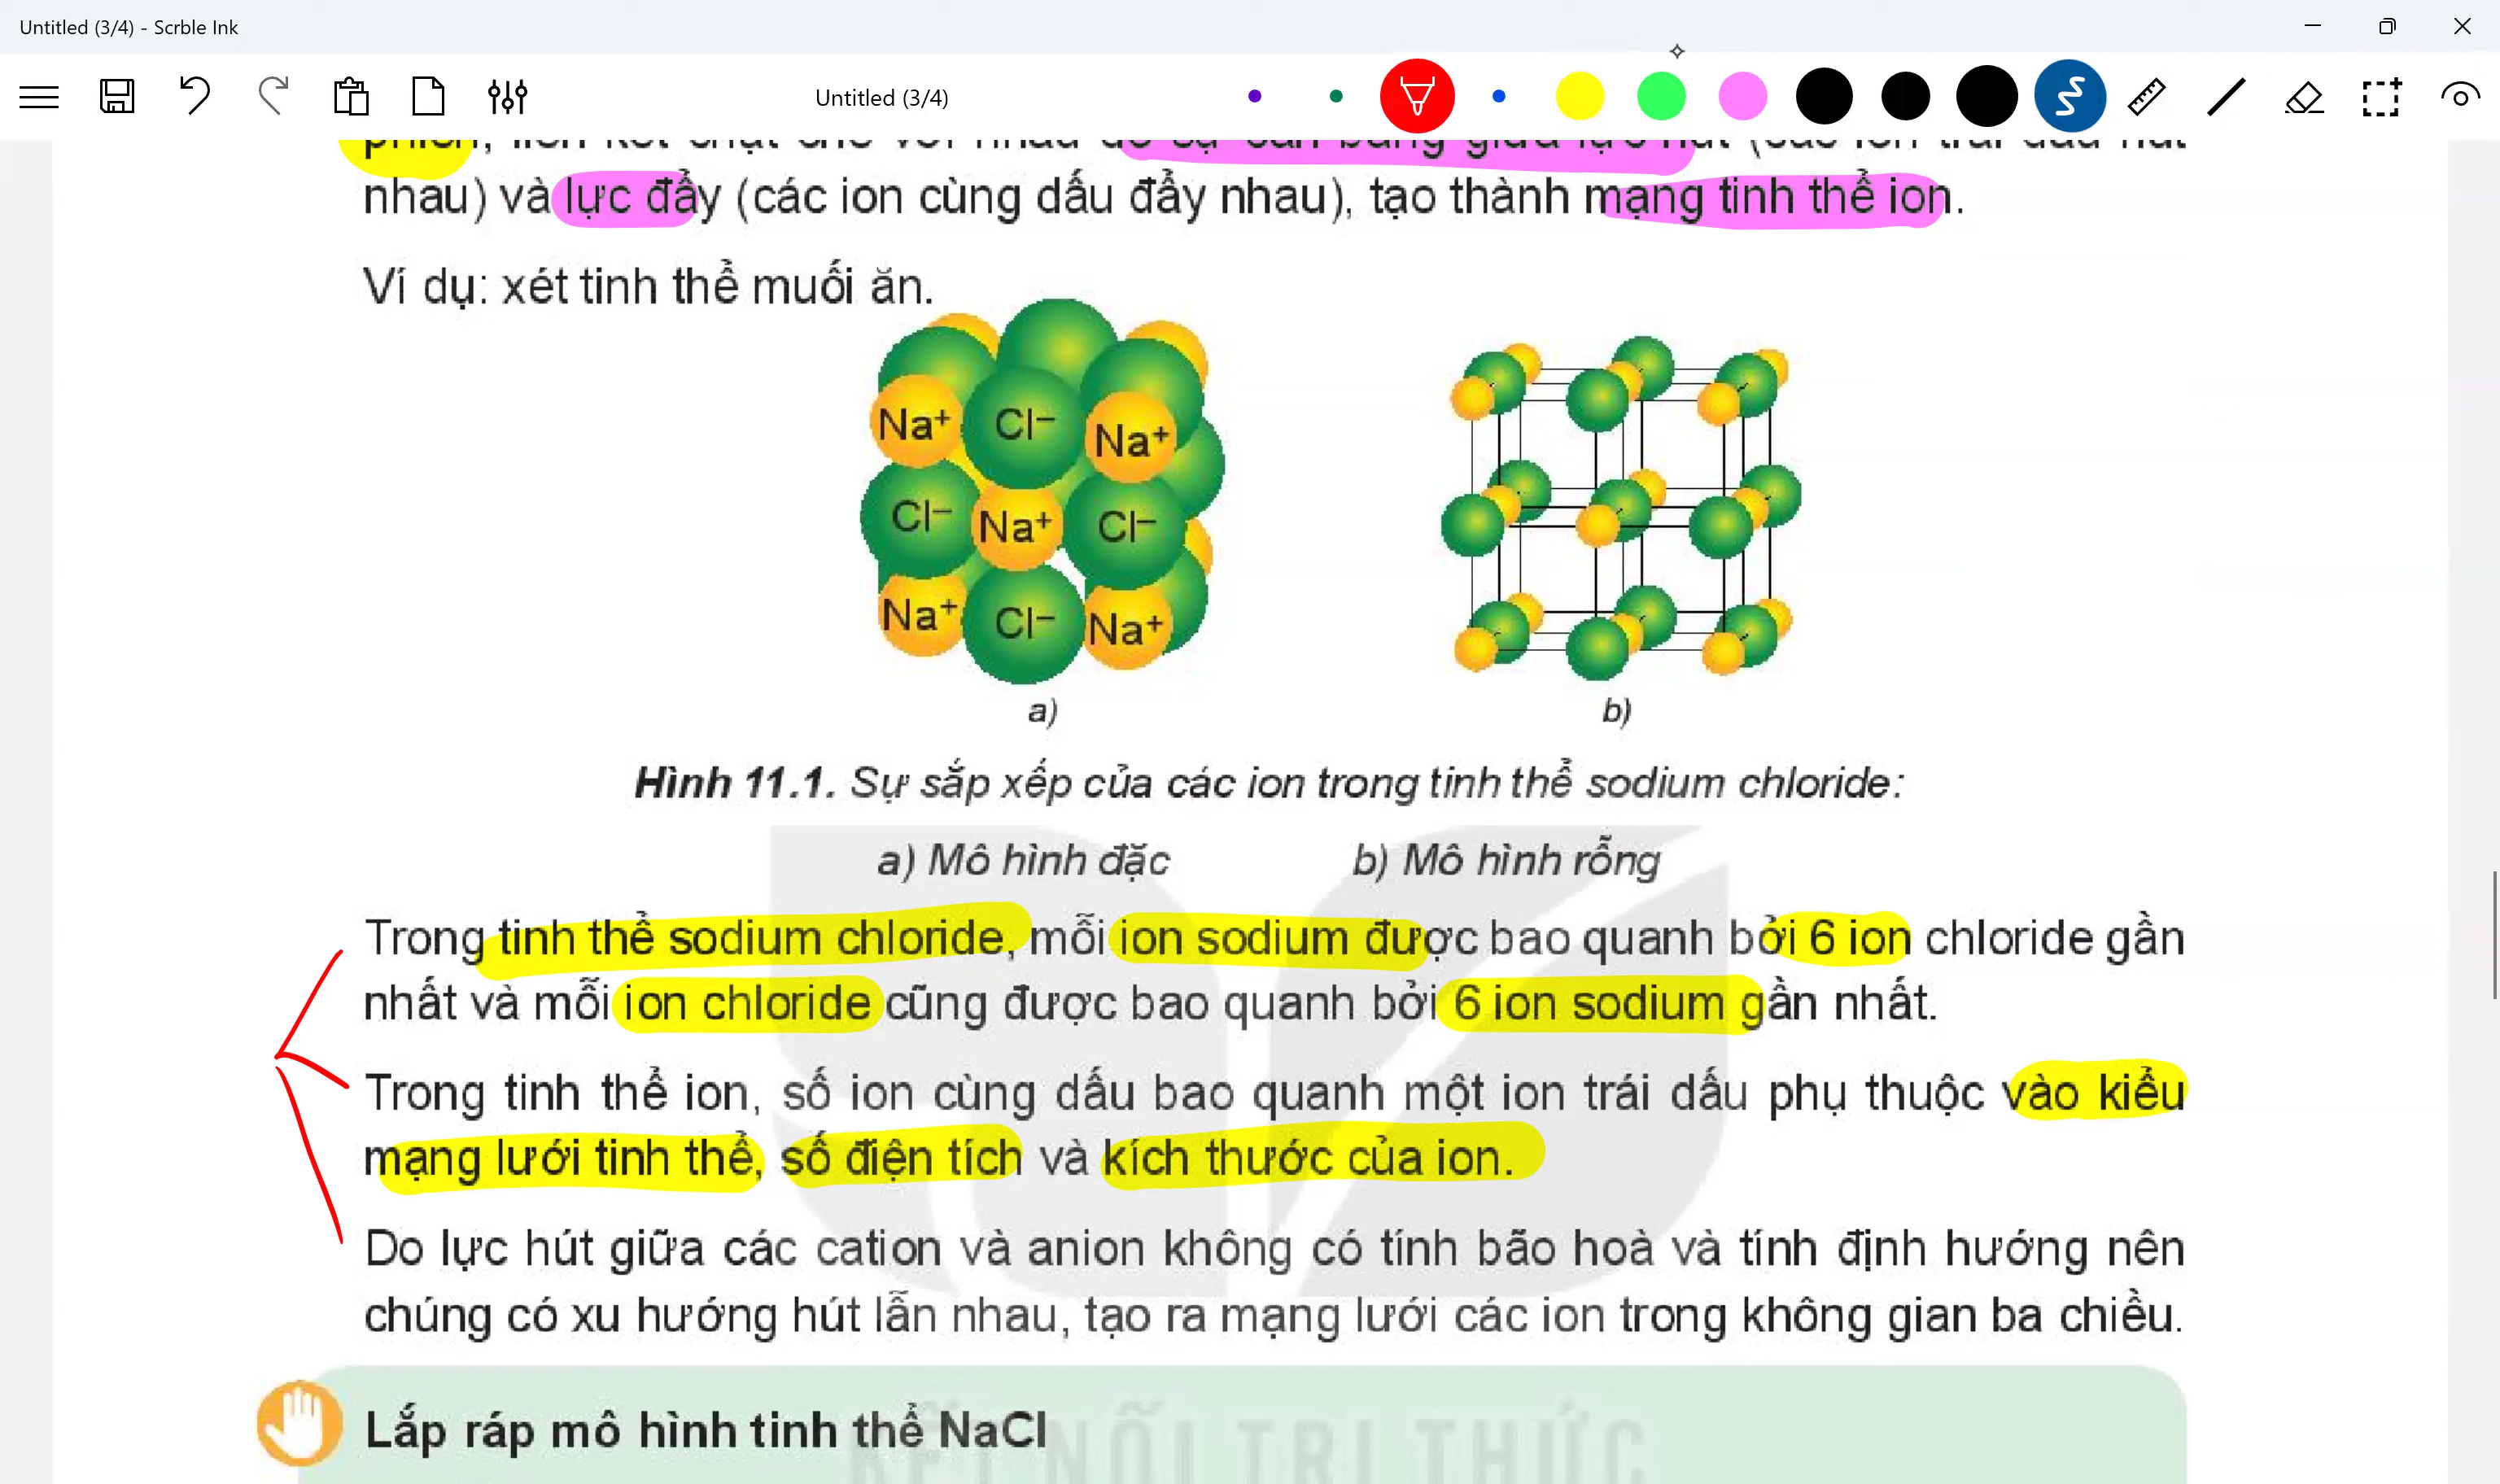 Untitled (3/4) - Scrble Ink
Untitled (3/4)
nhau) và lực đẩy (các ion cùng dấu đẩy nhau), tạo thành mạng tinh thể ion.
Ví dụ: xét tinh thể muối ăn.
Na⁺ Cl⁻ Na⁺
Cl⁻ Na⁺ Cl⁻
Na⁺ Cl⁻ Na⁺
a) b)
Hình 11.1. Sự sắp xếp của các ion trong tinh thể sodium chloride:
a) Mô hình đặc b) Mô hình rỗng
Trong tinh thể sodium chloride, mỗi ion sodium được bao quanh bởi 6 ion chloride gần
nhất và mỗi ion chloride cũng được bao quanh bởi 6 ion sodium gần nhất.
Trong tinh thể ion, số ion cùng dấu bao quanh một ion trái dấu phụ thuộc vào kiểu
mạng lưới tinh thể, số điện tích và kích thước của ion.
Do lực hút giữa các cation và anion không có tính bão hoà và tính định hướng nên
chúng có xu hướng hút lẫn nhau, tạo ra mạng lưới các ion trong không gian ba chiều.
Lắp ráp mô hình tinh thể NaCl
KẾT NỐI TRI THỨC